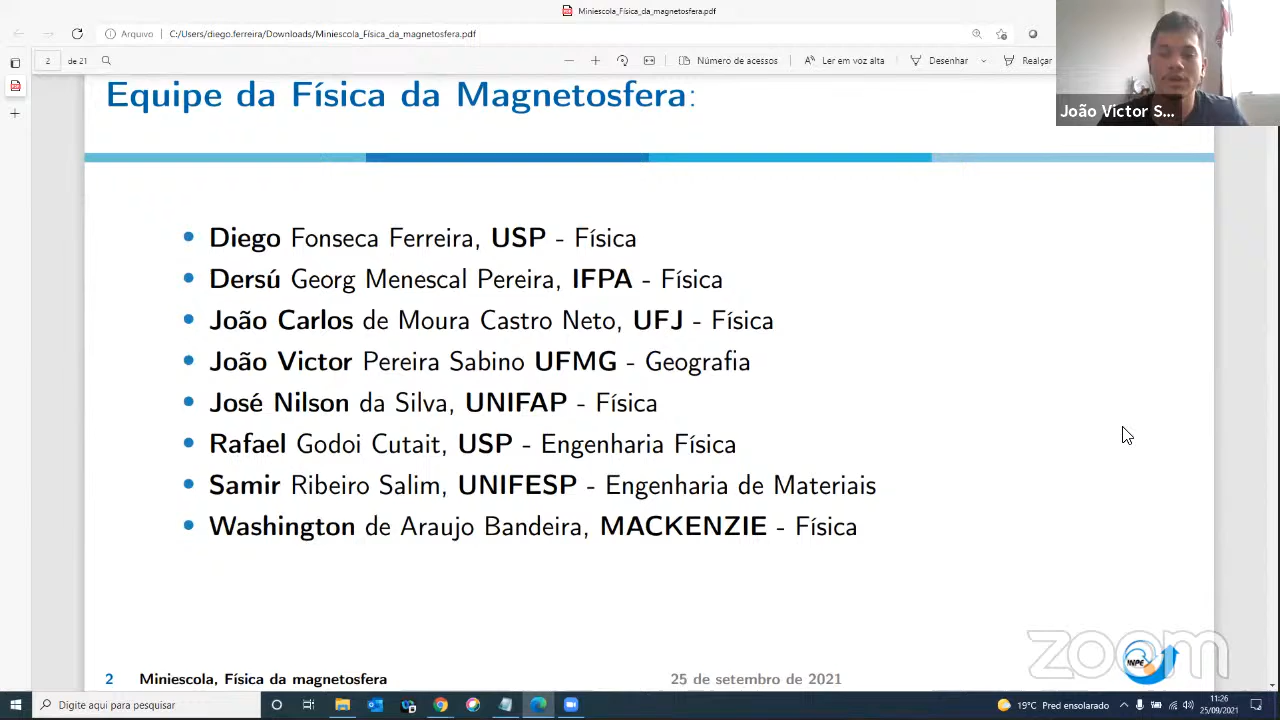 Miniescola_Física_da_magnetosfera.pdf
Arquivo C:/Users/diego.ferreira/Downloads/Miniescola_Física_da_magnetosfera.pdf
2 de 21 Número de acessos Ler em voz alta Desenhar Realçar
João Victor S...
Equipe da Física da Magnetosfera:
Diego Fonseca Ferreira, USP - Física
Dersú Georg Menescal Pereira, IFPA - Física
João Carlos de Moura Castro Neto, UFJ - Física
João Victor Pereira Sabino UFMG - Geografia
José Nilson da Silva, UNIFAP - Física
Rafael Godoi Cutait, USP - Engenharia Física
Samir Ribeiro Salim, UNIFESP - Engenharia de Materiais
Washington de Araujo Bandeira, MACKENZIE - Física
zoom
INPE
2 Miniescola, Física da magnetosfera 25 de setembro de 2021
Digite aqui para pesquisar 19°C Pred ensolarado 11:26
25/09/2021